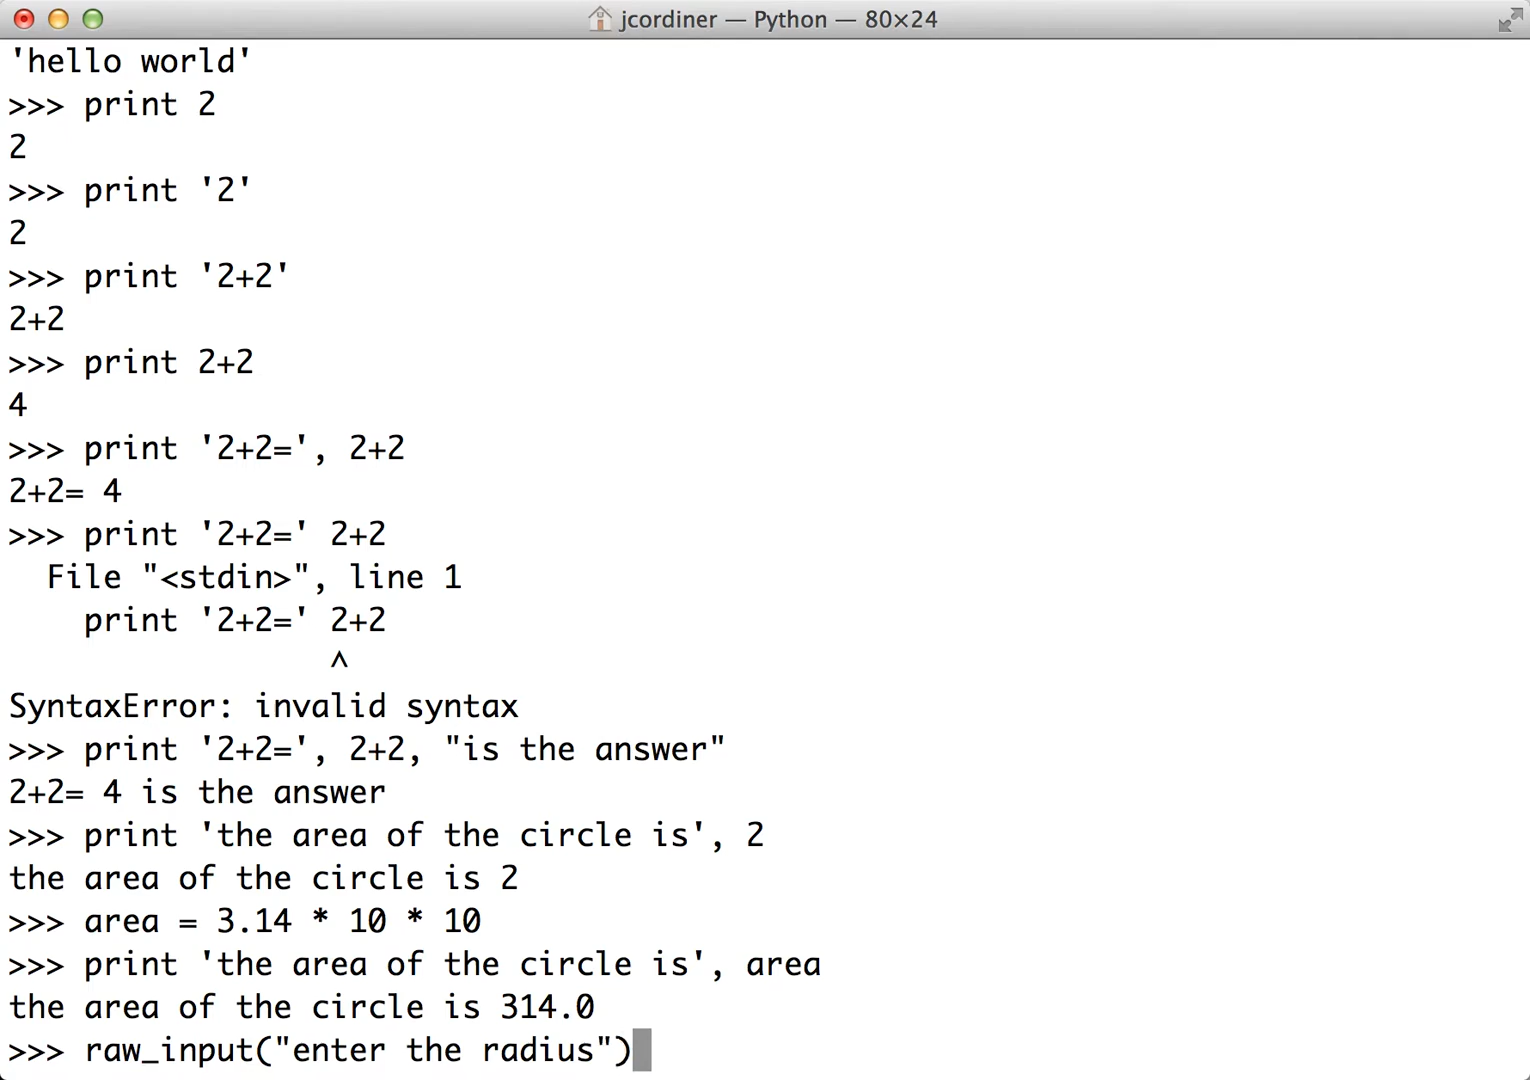 jcordiner — Python — 80×24
'hello world'
>>> print 2
2
>>> print '2'
2
>>> print '2+2'
2+2
>>> print 2+2
4
>>> print '2+2=', 2+2
2+2= 4
>>> print '2+2=' 2+2
  File "<stdin>", line 1
    print '2+2=' 2+2
                 ^
SyntaxError: invalid syntax
>>> print '2+2=', 2+2, "is the answer"
2+2= 4 is the answer
>>> print 'the area of the circle is', 2
the area of the circle is 2
>>> area = 3.14 * 10 * 10
>>> print 'the area of the circle is', area
the area of the circle is 314.0
>>> raw_input("enter the radius")